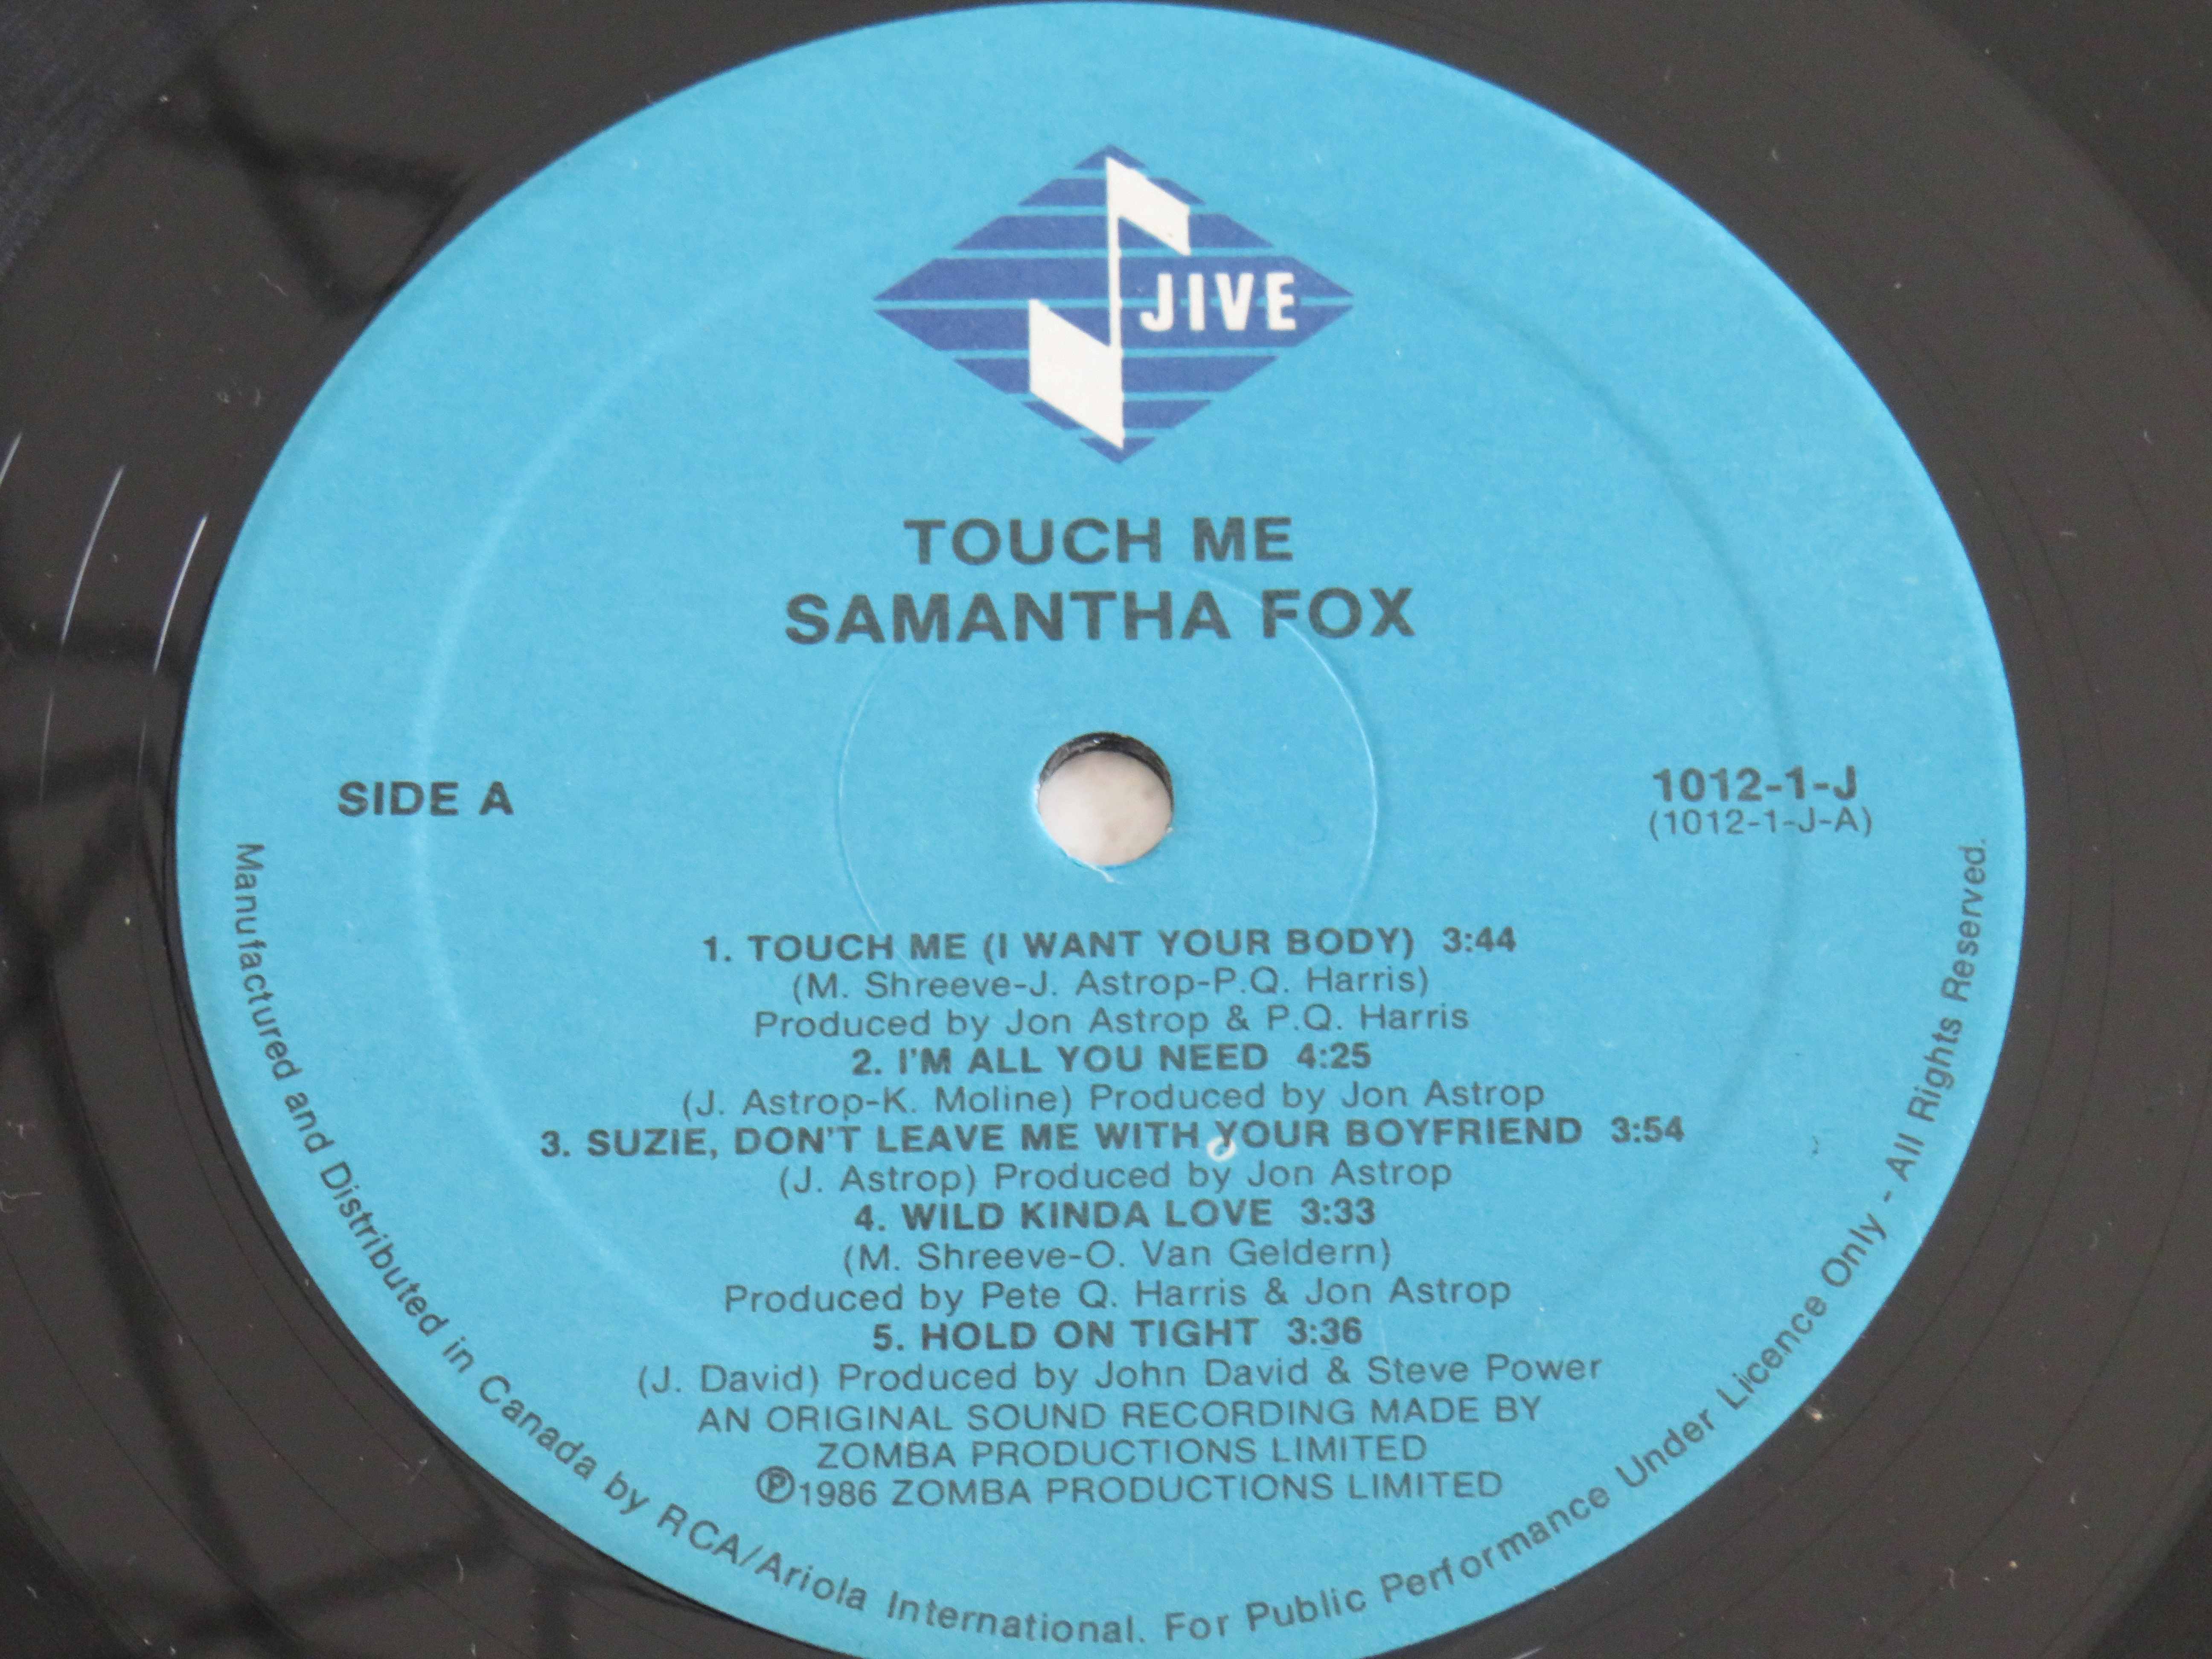 JIVE
TOUCH ME
SAMANTHA FOX
SIDE A
1012-1-J
(1012-1-J-A)
1. TOUCH ME (I WANT YOUR BODY) 3:44
(M. Shreeve-J. Astrop-P.Q. Harris)
Produced by Jon Astrop & P.Q. Harris
2. I'M ALL YOU NEED 4:25
(J. Astrop-K. Moline) Produced by Jon Astrop
3. SUZIE, DON'T LEAVE ME WITH YOUR BOYFRIEND 3:54
(J. Astrop) Produced by Jon Astrop
4. WILD KINDA LOVE 3:33
(M. Shreeve-O. Van Geldern)
Produced by Pete Q. Harris & Jon Astrop
5. HOLD ON TIGHT 3:36
(J. David) Produced by John David & Steve Power
AN ORIGINAL SOUND RECORDING MADE BY
ZOMBA PRODUCTIONS LIMITED
Ⓟ1986 ZOMBA PRODUCTIONS LIMITED
Manufactured and Distributed in Canada by RCA/Ariola International. For Public Performance Under Licence Only - All Rights Reserved.